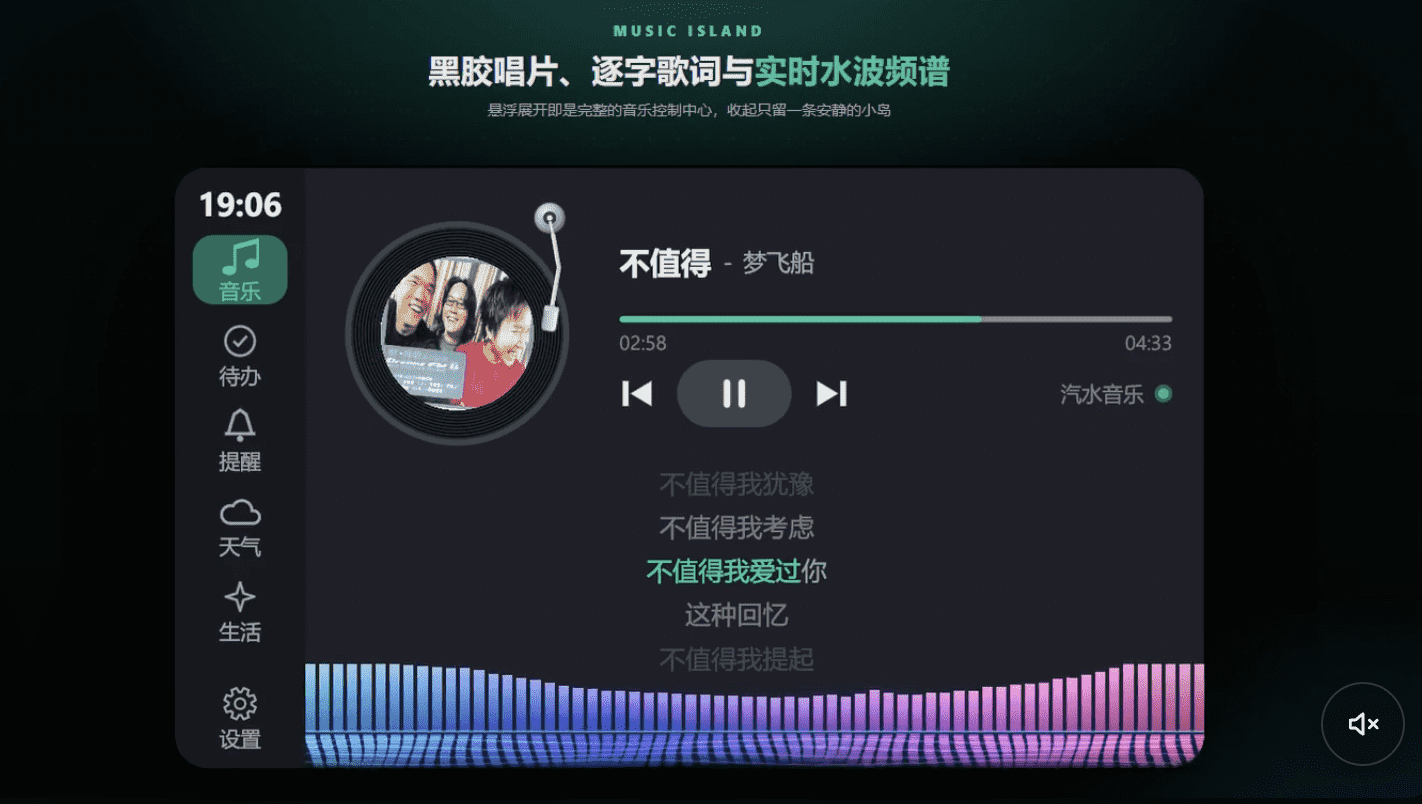 MUSIC ISLAND
黑胶唱片、逐字歌词与实时水波频谱
悬浮展开即是完整的音乐控制中心，收起只留一条安静的小岛
19:06
音乐
待办
提醒
天气
生活
设置
不值得 - 梦飞船
02:58
04:33
汽水音乐
不值得我犹豫
不值得我考虑
不值得我爱过你
这种回忆
不值得我提起